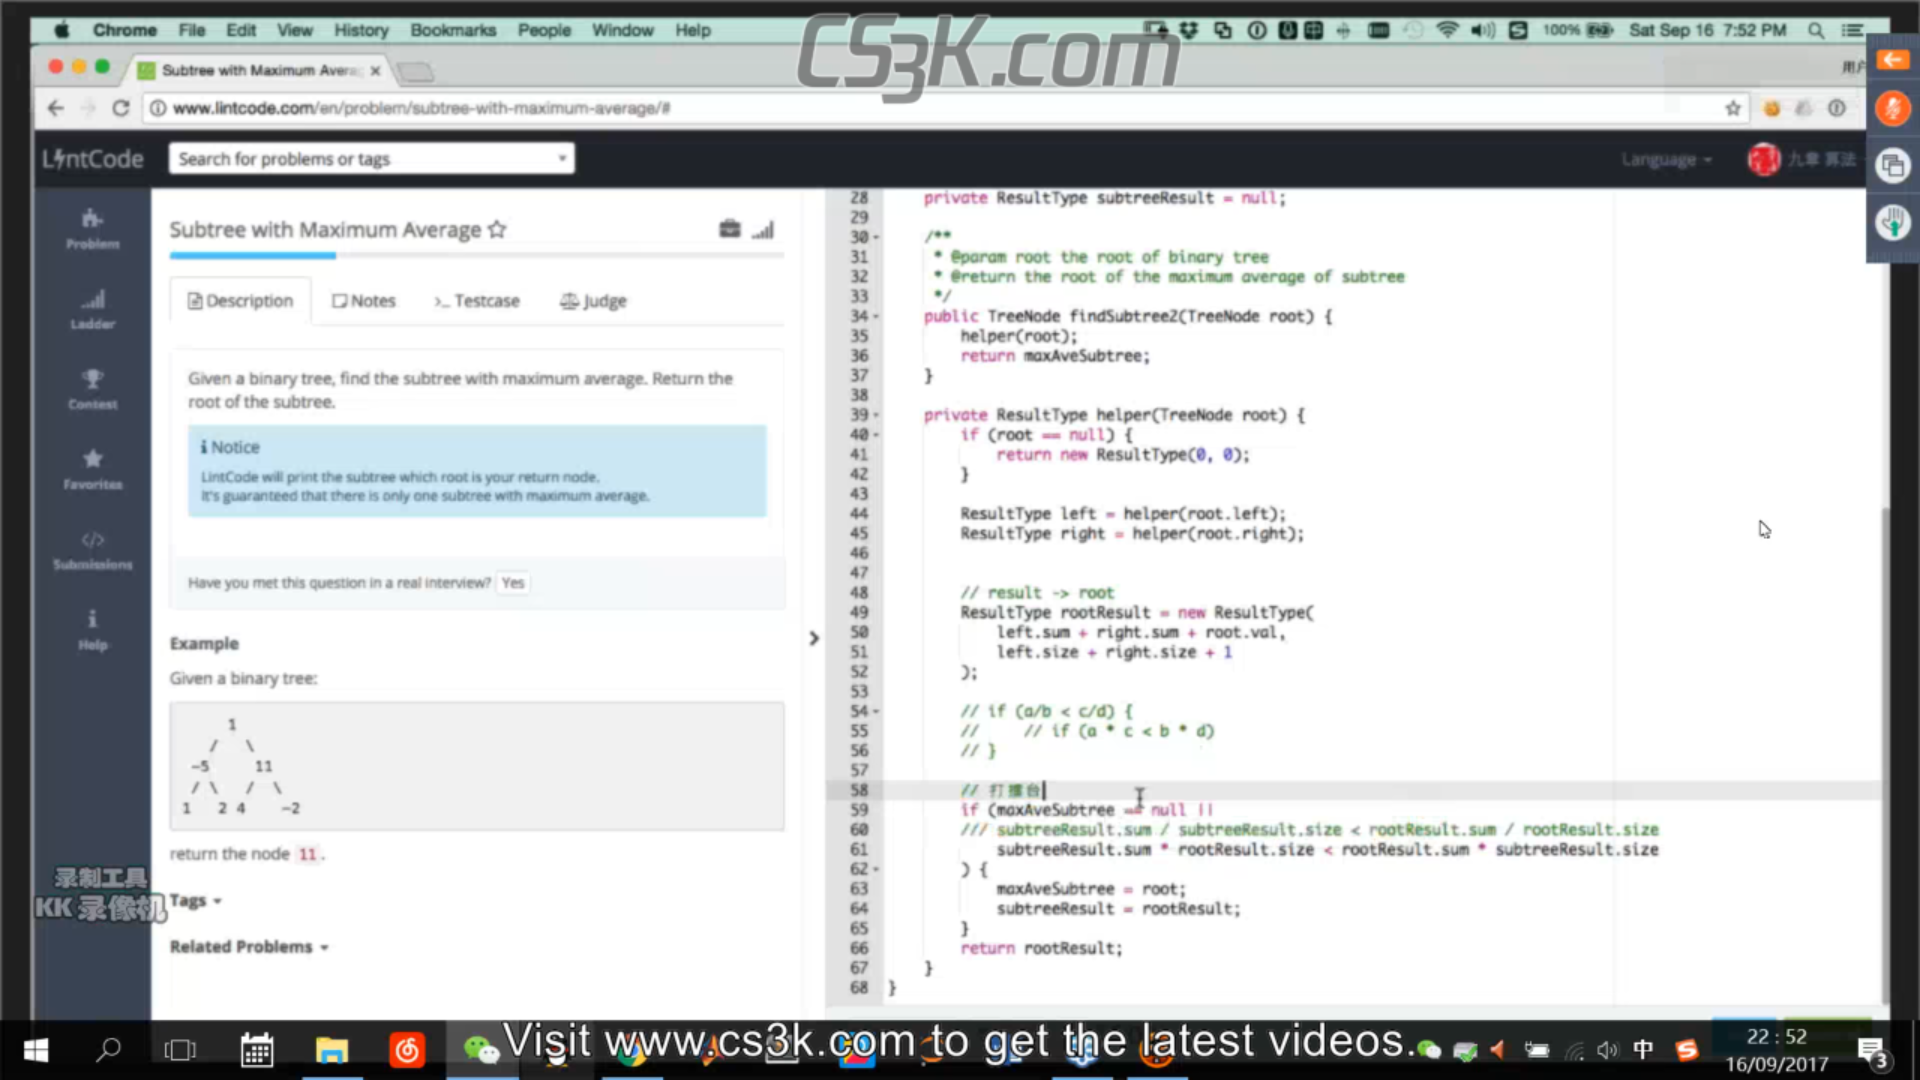 CS3K.com
Chrome File Edit View History Bookmarks People Window Help
100% Sat Sep 16 7:52 PM
Subtree with Maximum Avera
www.lintcode.com/en/problem/subtree-with-maximum-average/#
LintCode
Search for problems or tags
Language
九章 算法
Problem
Ladder
Contest
Favorites
Submissions
Help
Subtree with Maximum Average
Description Notes >_ Testcase Judge
Given a binary tree, find the subtree with maximum average. Return the
root of the subtree.
Notice
LintCode will print the subtree which root is your return node.
It's guaranteed that there is only one subtree with maximum average.
Have you met this question in a real interview? Yes
Example
Given a binary tree:
1
/ \
-5 11
/ \ / \
1 2 4 -2
return the node 11 .
Tags
Related Problems
录制工具
KK 录像机
28 private ResultType subtreeResult = null;
29
30 /**
31 * @param root the root of binary tree
32 * @return the root of the maximum average of subtree
33 */
34 public TreeNode findSubtree2(TreeNode root) {
35 helper(root);
36 return maxAveSubtree;
37 }
38
39 private ResultType helper(TreeNode root) {
40 if (root == null) {
41 return new ResultType(0, 0);
42 }
43
44 ResultType left = helper(root.left);
45 ResultType right = helper(root.right);
46
47
48 // result -> root
49 ResultType rootResult = new ResultType(
50 left.sum + right.sum + root.val,
51 left.size + right.size + 1
52 );
53
54 // if (a/b < c/d) {
55 // // if (a * c < b * d)
56 // }
57
58 // 打擂台
59 if (maxAveSubtree == null ||
60 /// subtreeResult.sum / subtreeResult.size < rootResult.sum / rootResult.size
61 subtreeResult.sum * rootResult.size < rootResult.sum * subtreeResult.size
62 ) {
63 maxAveSubtree = root;
64 subtreeResult = rootResult;
65 }
66 return rootResult;
67 }
68 }
Visit www.cs3k.com to get the latest videos.
中
22:52
16/09/2017
3